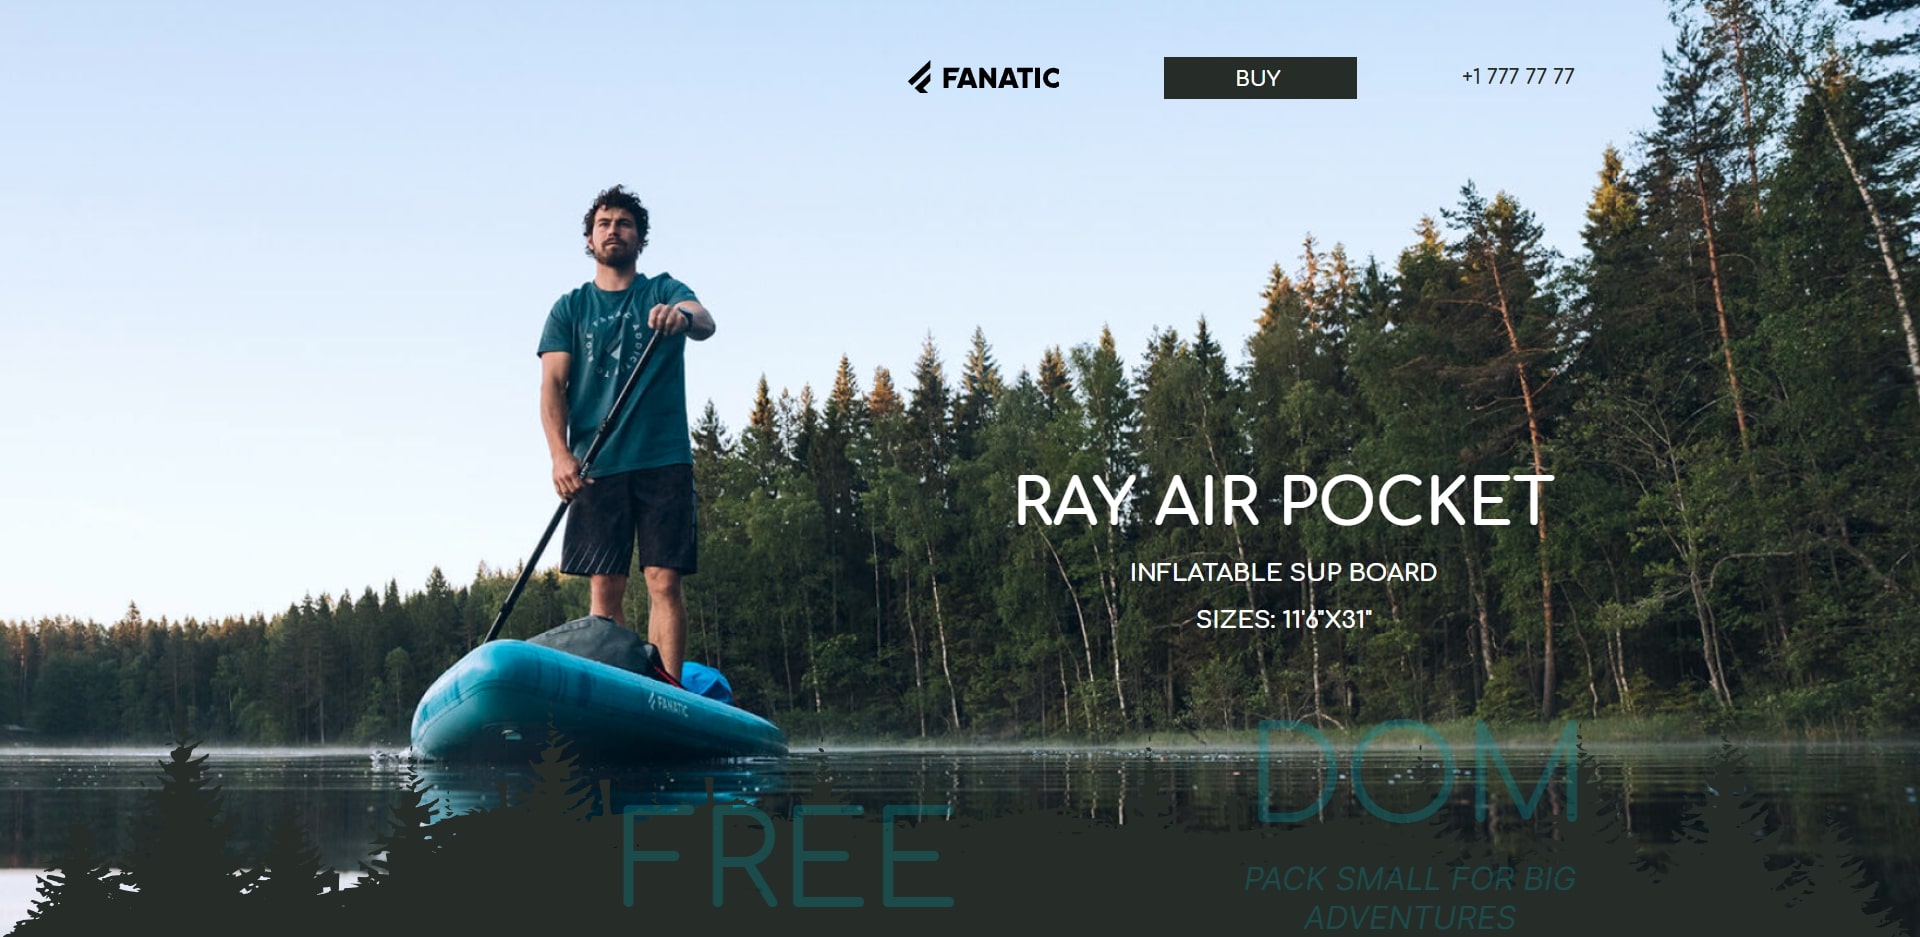 FANATIC
BUY
+1 777 77 77
RAY AIR POCKET
INFLATABLE SUP BOARD
SIZES: 11'6"X31"
FANATIC
DOM
FREE
PACK SMALL FOR BIG
ADVENTURES